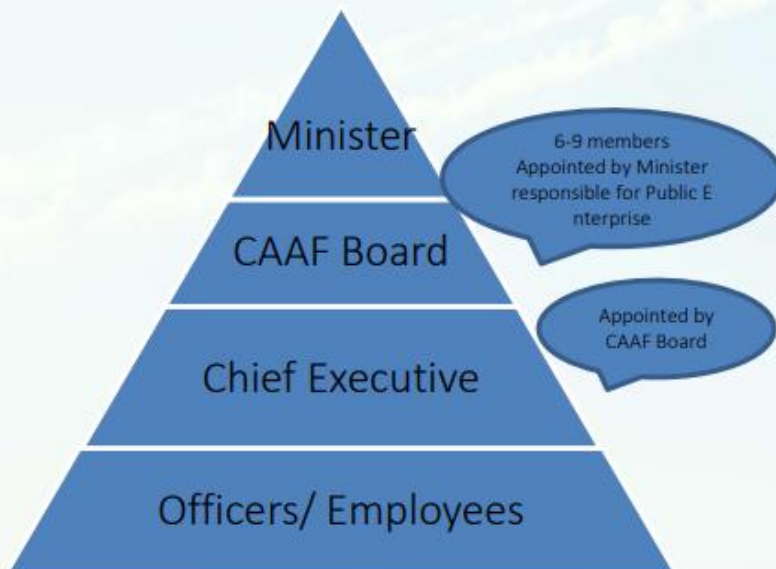 Minister
6-9 members
Appointed by Minister
responsible for Public E
nterprise
CAAF Board
Appointed by
CAAF Board
Chief Executive
Officers/ Employees